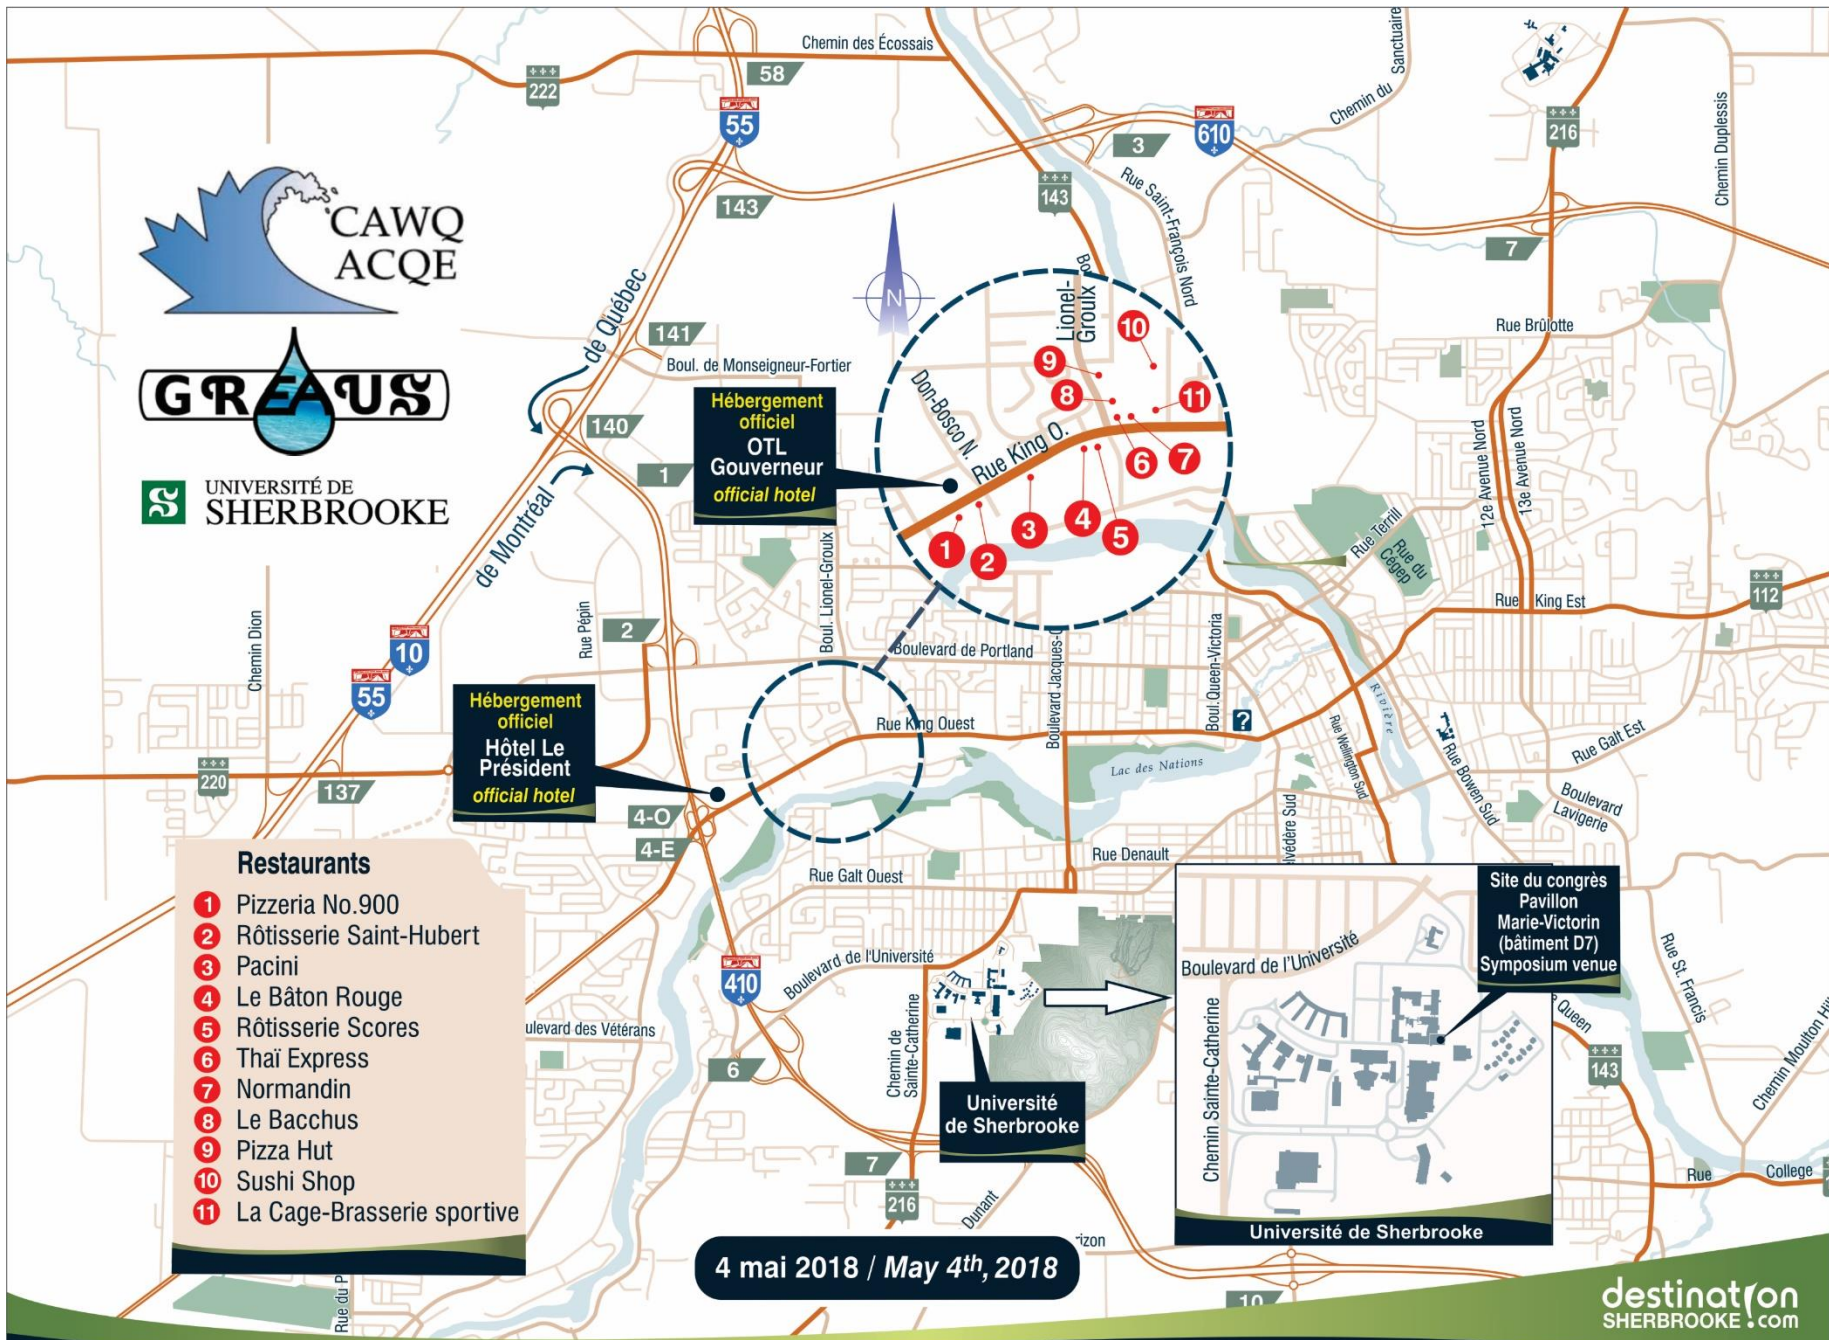 Chemin des Écossais
58
222
55
610
3
216
Chemin du
Sanctuaire
Chemin Duplessis
143
143
Rue Saint-François Nord
7
CAWQ
ACQE
GREAUS
UNIVERSITÉ DE
SHERBROOKE
de Québec
de Montréal
141
Boul. de Monseigneur-Fortier
140
1
N
Hébergement
officiel
OTL
Gouverneur
official hotel
Lionel-
Groulx
Don-Bosco N.
Rue King O.
10
9
8
11
6
7
3
4
5
1
2
Rue Brûlotte
12e Avenue Nord
13e Avenue Nord
Rue Terrill
Rue du
Cégep
Rue King Est
112
Chemin Dion
Rue Pépin
Boul. Lionel-Groulx
2
10
55
Boulevard de Portland
Boul. Queen-Victoria
Rue King Ouest
?
Lac des Nations
Rivière
Rue Wellington Sud
Rue Bowen Sud
Rue Galt Est
Boulevard
Lavigerie
Hébergement
officiel
Hôtel Le
Président
official hotel
220
137
4-O
4-E
Rue Denault
Rue Galt Ouest
Restaurants
1 Pizzeria No.900
2 Rôtisserie Saint-Hubert
3 Pacini
4 Le Bâton Rouge
5 Rôtisserie Scores
6 Thaï Express
7 Normandin
8 Le Bacchus
9 Pizza Hut
10 Sushi Shop
11 La Cage-Brasserie sportive
410
Boulevard de l'Université
Chemin de
Sainte-Catherine
6
7
216
Dunant
Université
de Sherbrooke
Site du congrès
Pavillon
Marie-Victorin
(bâtiment D7)
Symposium venue
Boulevard de l'Université
Chemin Saintte-Catherine
Université de Sherbrooke
Queen
143
Rue St. Francis
Rue College
4 mai 2018 / May 4th, 2018
10
destination
SHERBROOKE.com